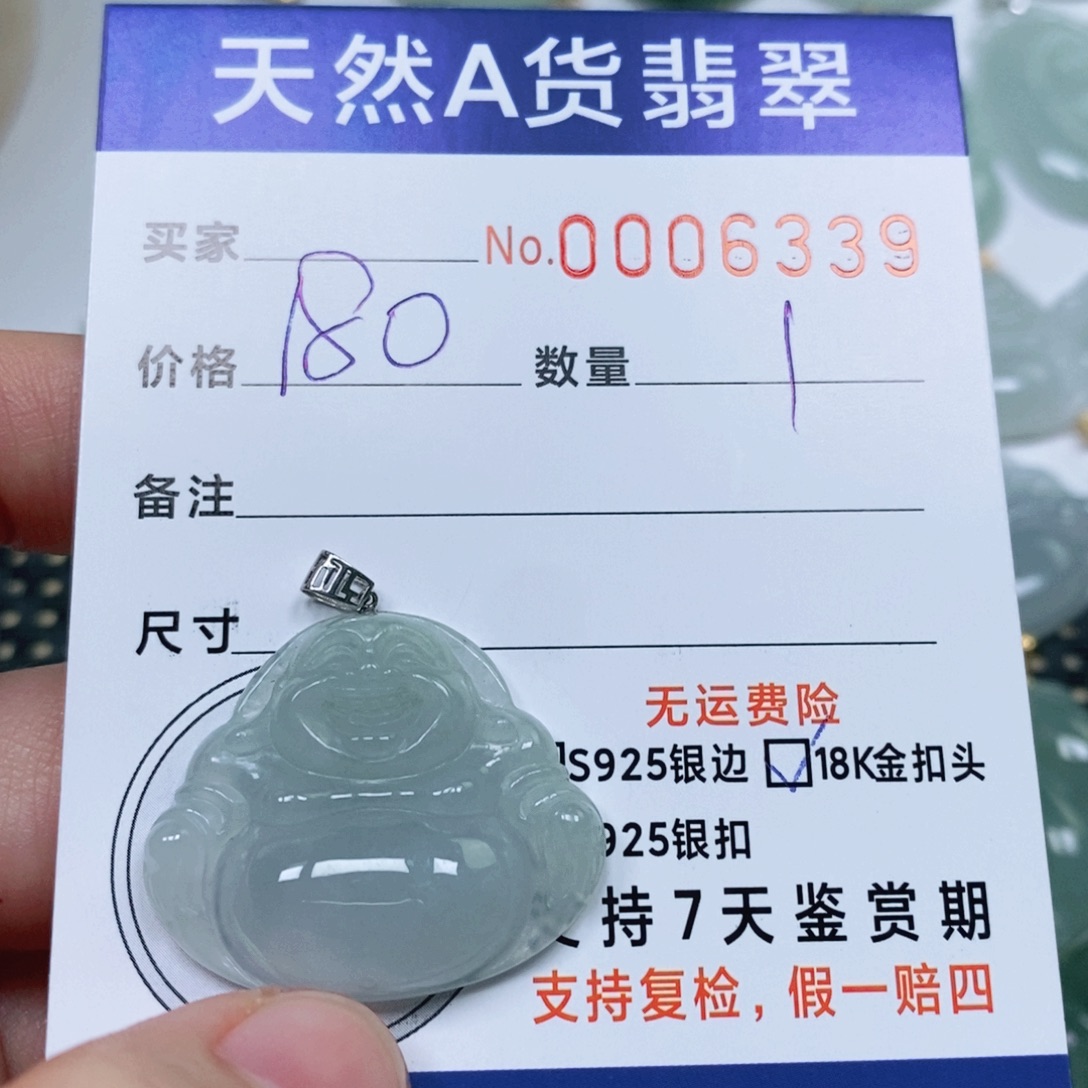 天然A货翡翠
买家 No.0006339
价格 180 数量 1
备注
尺寸
无运费险
S925银边 18K金扣头
925银扣
持7天鉴赏期
支持复检,假一赔四